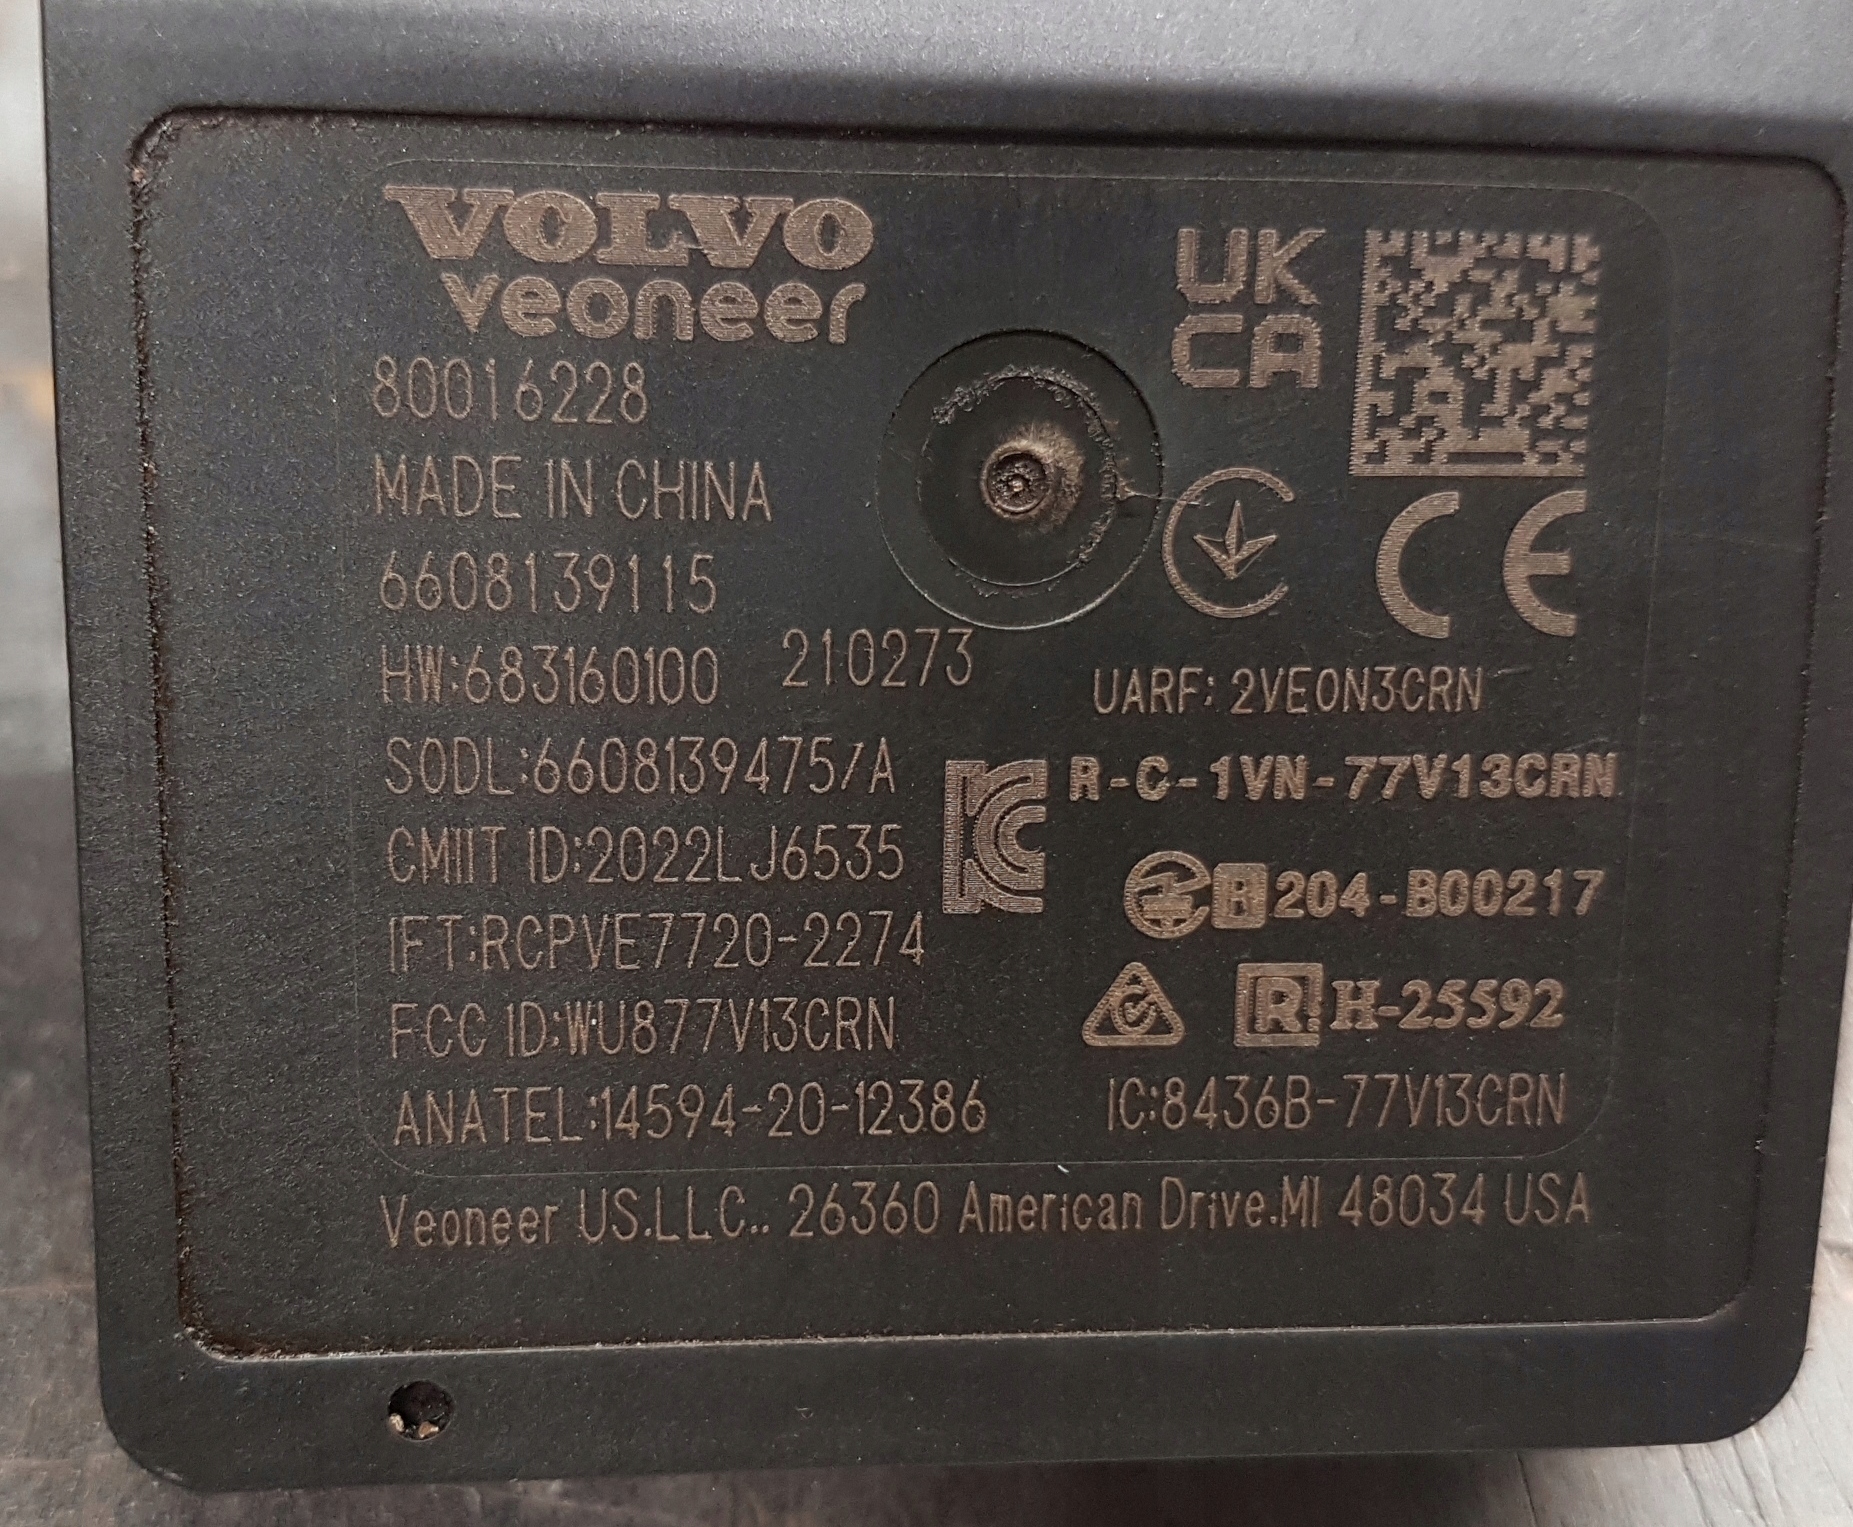 VOLVO
veoneer
80016228
MADE IN CHINA
6608139115
HW:683160100 210273
SODL:6608139475/A
CMIIT ID:2022LJ6535
IFT:RCPVE7720-2274
FCC ID:WU877V13CRN
ANATEL:14594-20-12386
UK
CA
CE
UARF: 2VEON3CRN
R-C-1VN-77V13CRN
R 204-B00217
R H-25592
IC:8436B-77V13CRN
Veoneer US.LLC.. 26360 American Drive.MI 48034 USA